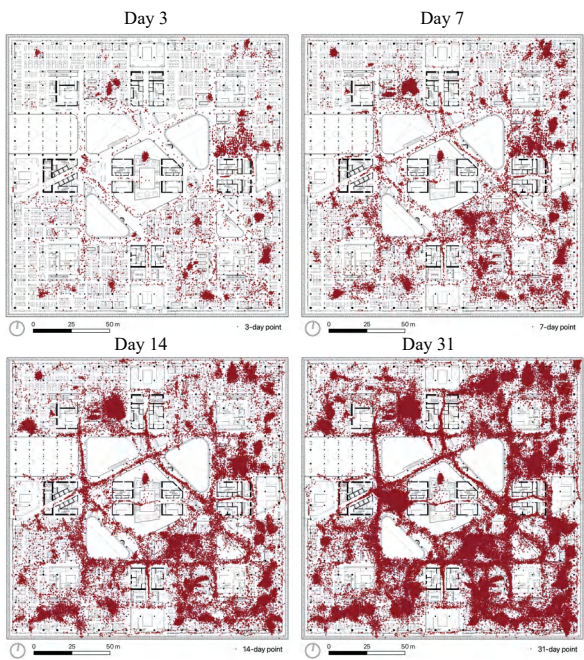 Day 3
Day 7
0 25 50 m
3-day point
0 25 50 m
7-day point
Day 14
Day 31
0 25 50 m
14-day point
0 25 50 m
31-day point